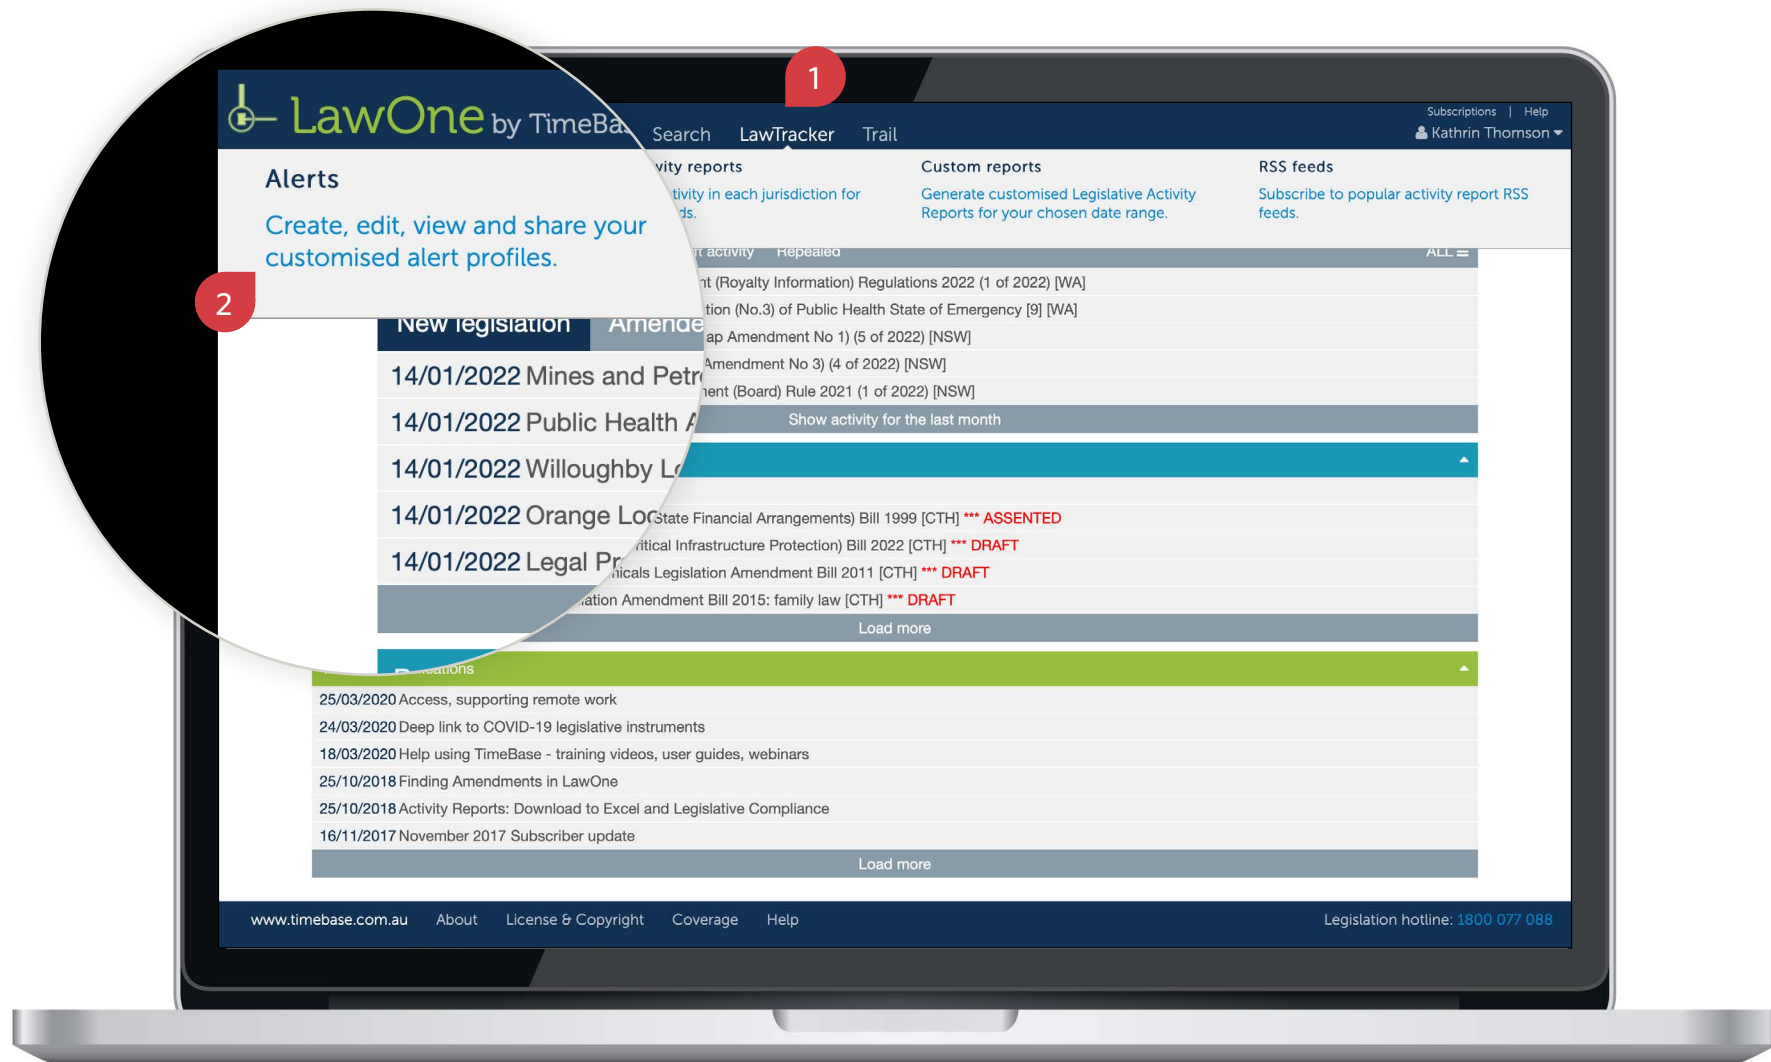 1
LawOne by TimeBa
Search LawTracker Trail
Subscriptions | Help
Kathrin Thomson
Alerts
Create, edit, view and share your
customised alert profiles.
vity reports
tivity in each jurisdiction for
ds.
Custom reports
Generate customised Legislative Activity
Reports for your chosen date range.
RSS feeds
Subscribe to popular activity report RSS
feeds.
2
New legislation Amende
activity Repealed ALL
14/01/2022 Mines and Petr
nt (Royalty Information) Regulations 2022 (1 of 2022) [WA]
14/01/2022 Public Health A
tion (No.3) of Public Health State of Emergency [9] [WA]
14/01/2022 Willoughby Lo
ap Amendment No 1) (5 of 2022) [NSW]
14/01/2022 Orange Loc
Amendment No 3) (4 of 2022) [NSW]
14/01/2022 Legal Pr
ment (Board) Rule 2021 (1 of 2022) [NSW]
Show activity for the last month
State Financial Arrangements) Bill 1999 [CTH] *** ASSENTED
ritical Infrastructure Protection) Bill 2022 [CTH] *** DRAFT
micals Legislation Amendment Bill 2011 [CTH] *** DRAFT
lation Amendment Bill 2015: family law [CTH] *** DRAFT
Load more
ations
25/03/2020 Access, supporting remote work
24/03/2020 Deep link to COVID-19 legislative instruments
18/03/2020 Help using TimeBase - training videos, user guides, webinars
25/10/2018 Finding Amendments in LawOne
25/10/2018 Activity Reports: Download to Excel and Legislative Compliance
16/11/2017 November 2017 Subscriber update
Load more
www.timebase.com.au About License & Copyright Coverage Help
Legislation hotline: 1800 077 088